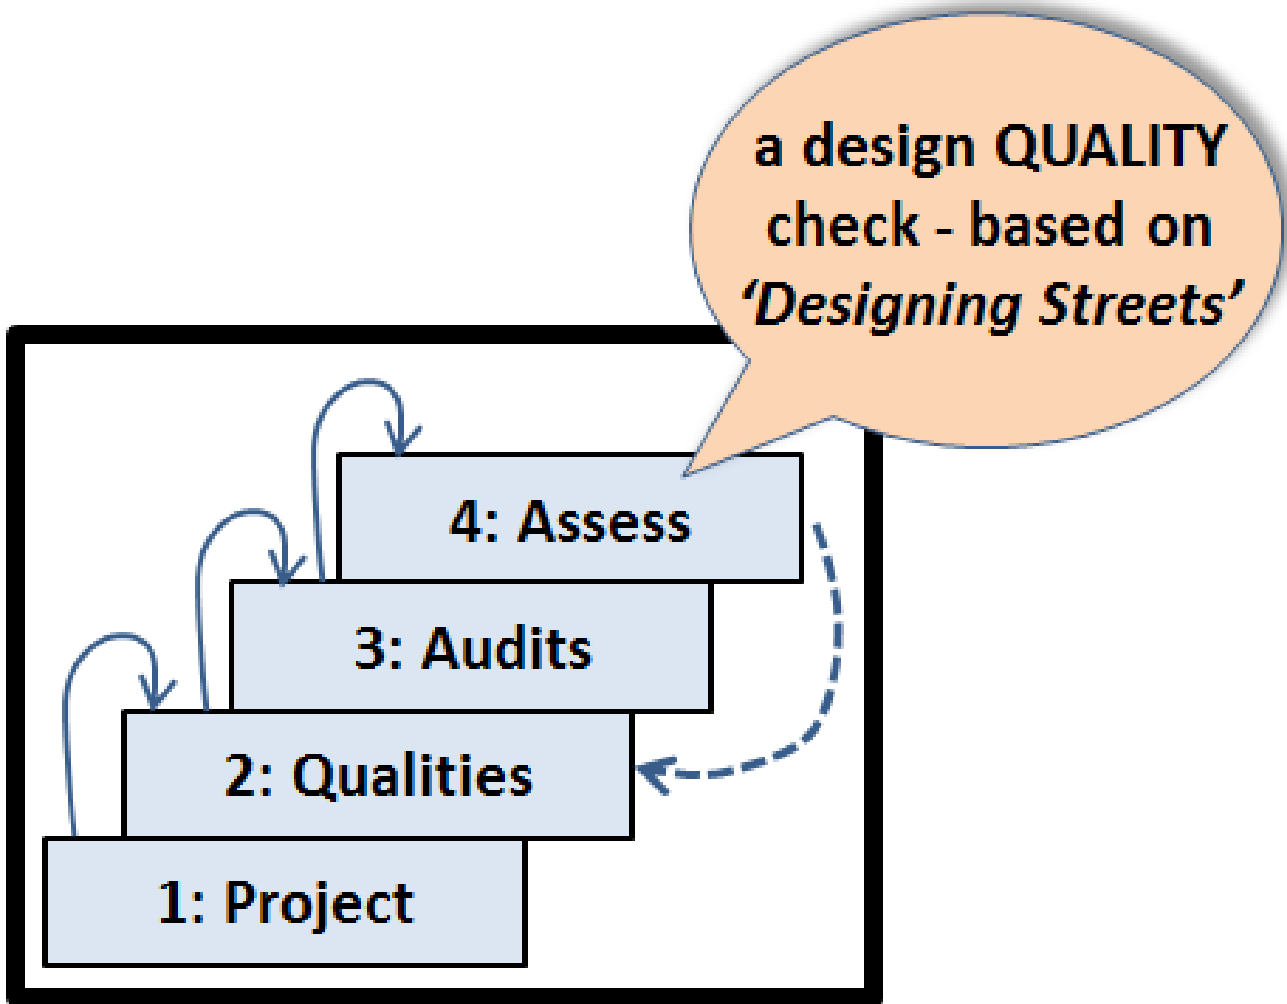 a design QUALITY
check - based on
‘Designing Streets’
4: Assess
3: Audits
2: Qualities
1: Project